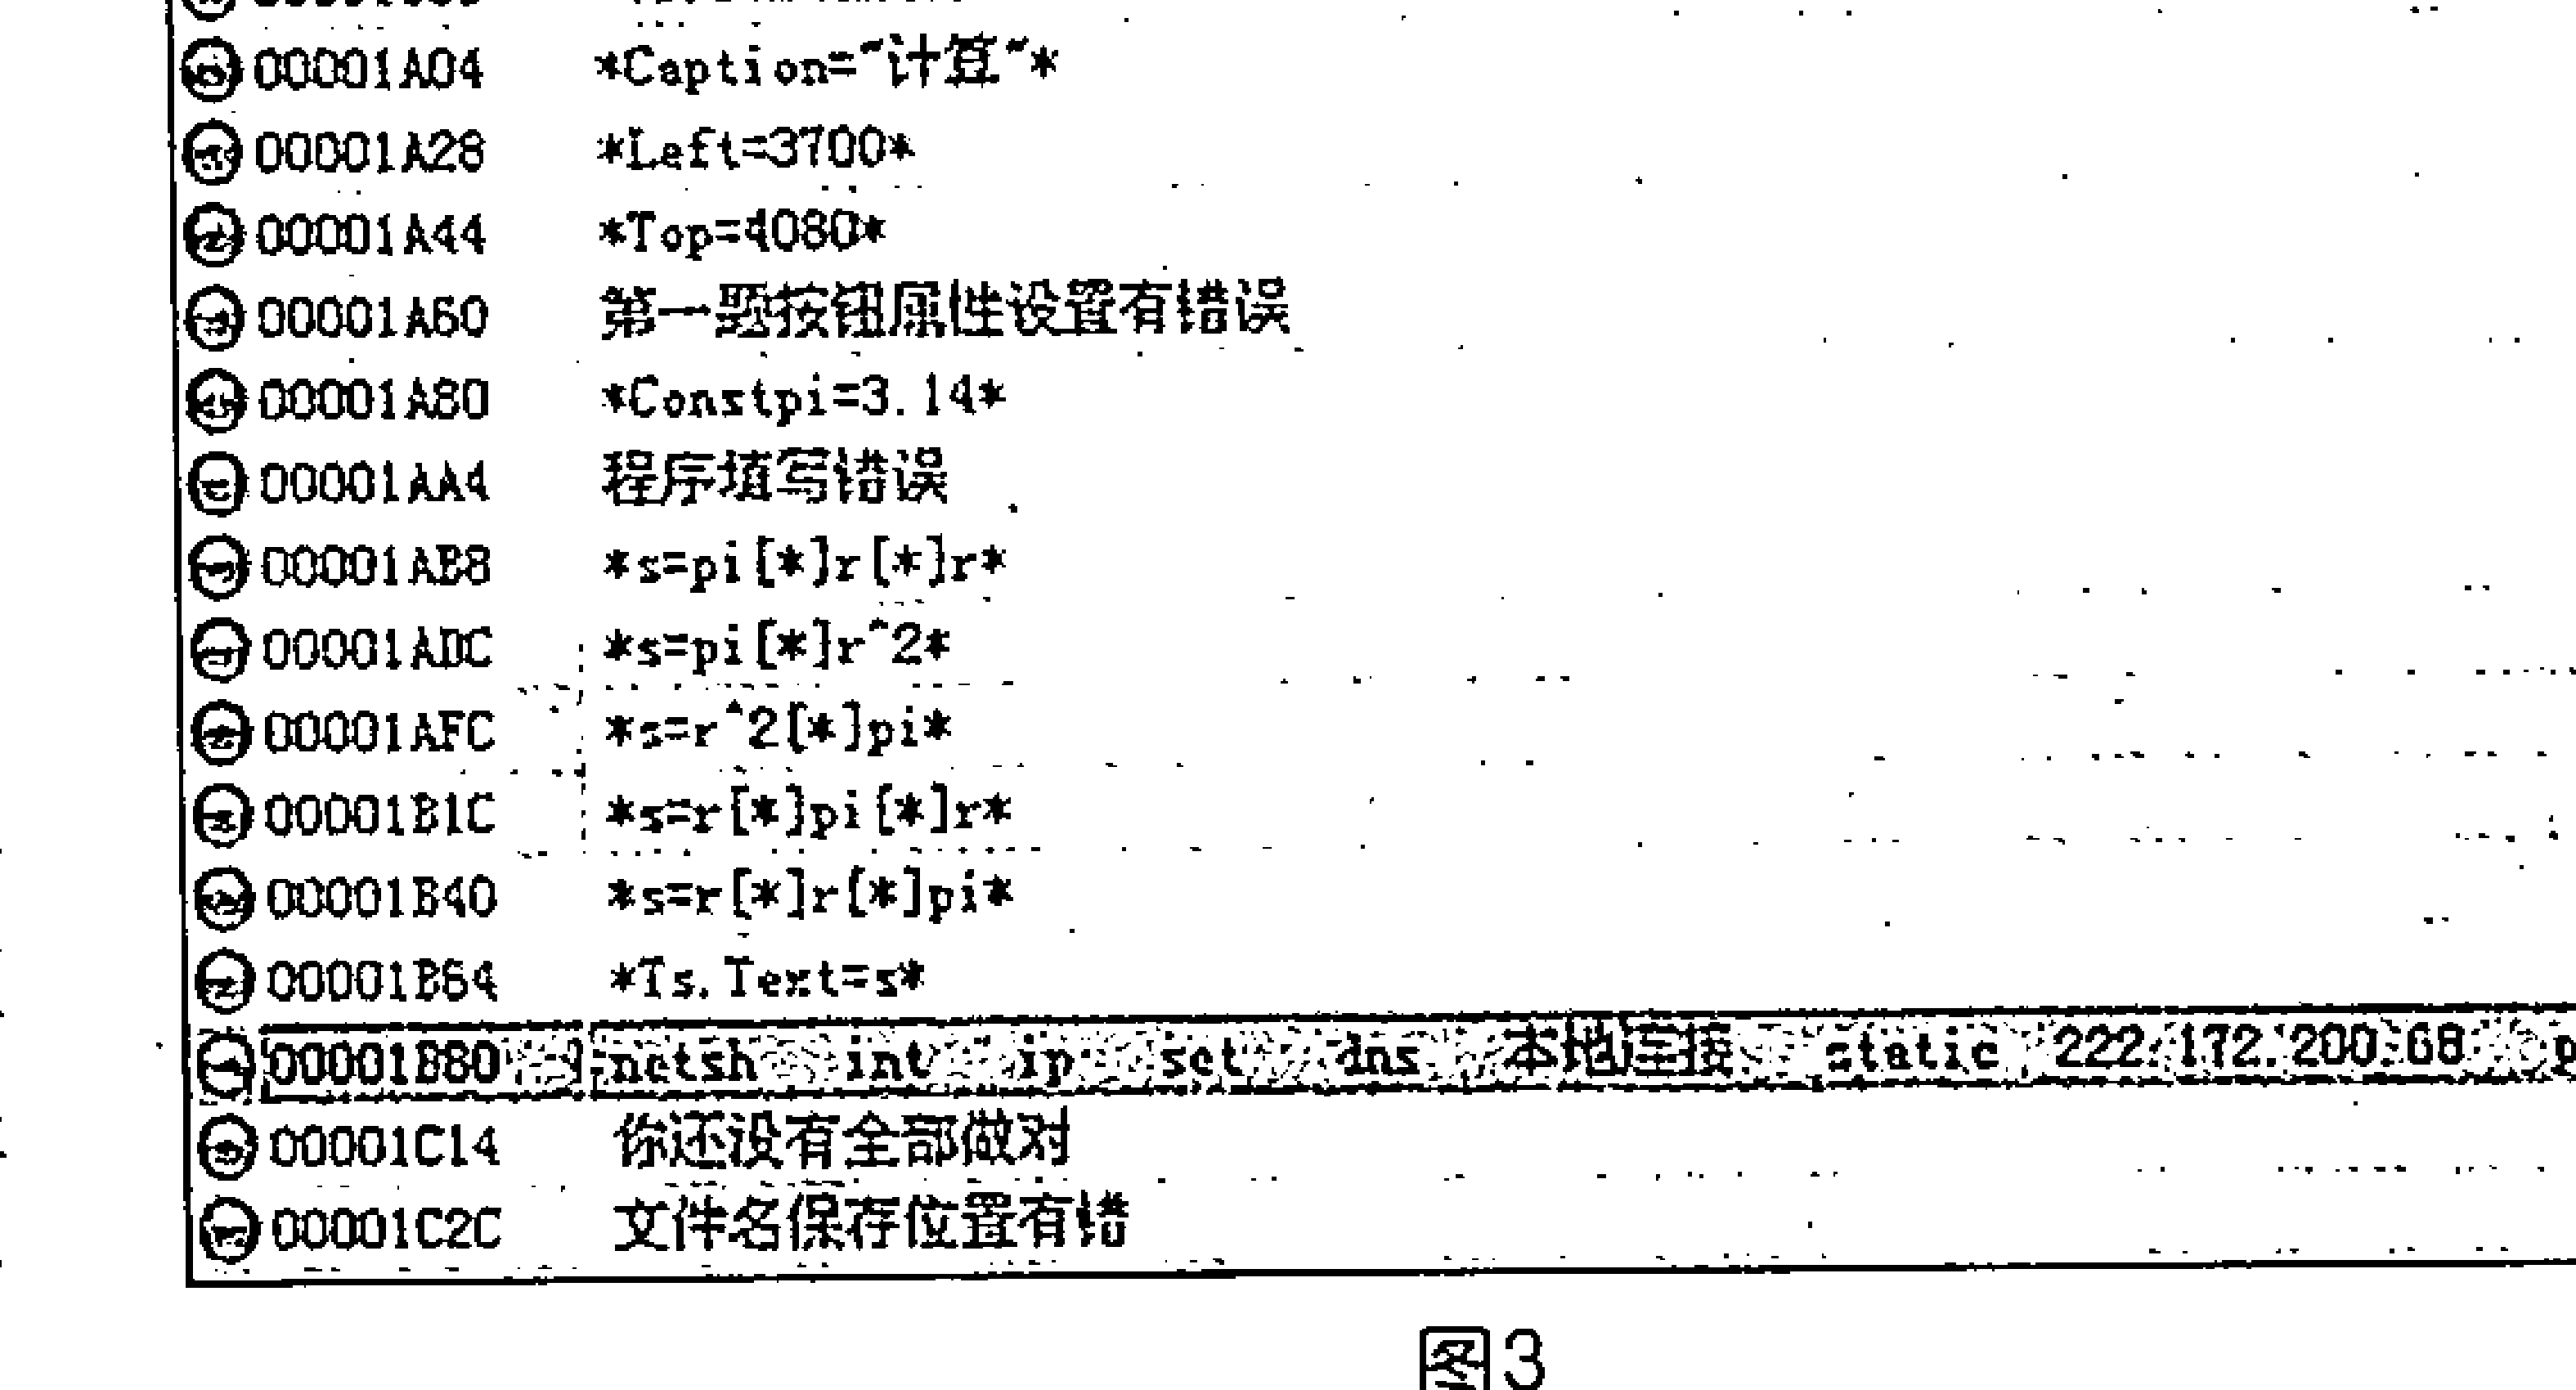 00001A04 *Caption="计算"*
00001A28 *Left=3700*
00001A44 *Top=4080*
00001A60 第一题按钮属性设置有错误
00001A80 *Constpi=3.14*
00001AA4 程序填写错误
00001AB8 *s=pi[*]r[*]r*
00001ADC *s=pi[*]r^2*
00001AFC *s=r^2[*]pi*
00001B1C *s=r[*]pi[*]r*
00001B40 *s=r[*]r[*]pi*
00001B64 *Ts.Text=s*
00001B80 netsh int ip set dns 本地连接 static 222.172.200.68 p
00001C14 你还没有全部做对
00001C2C 文件名保存位置有错
图3